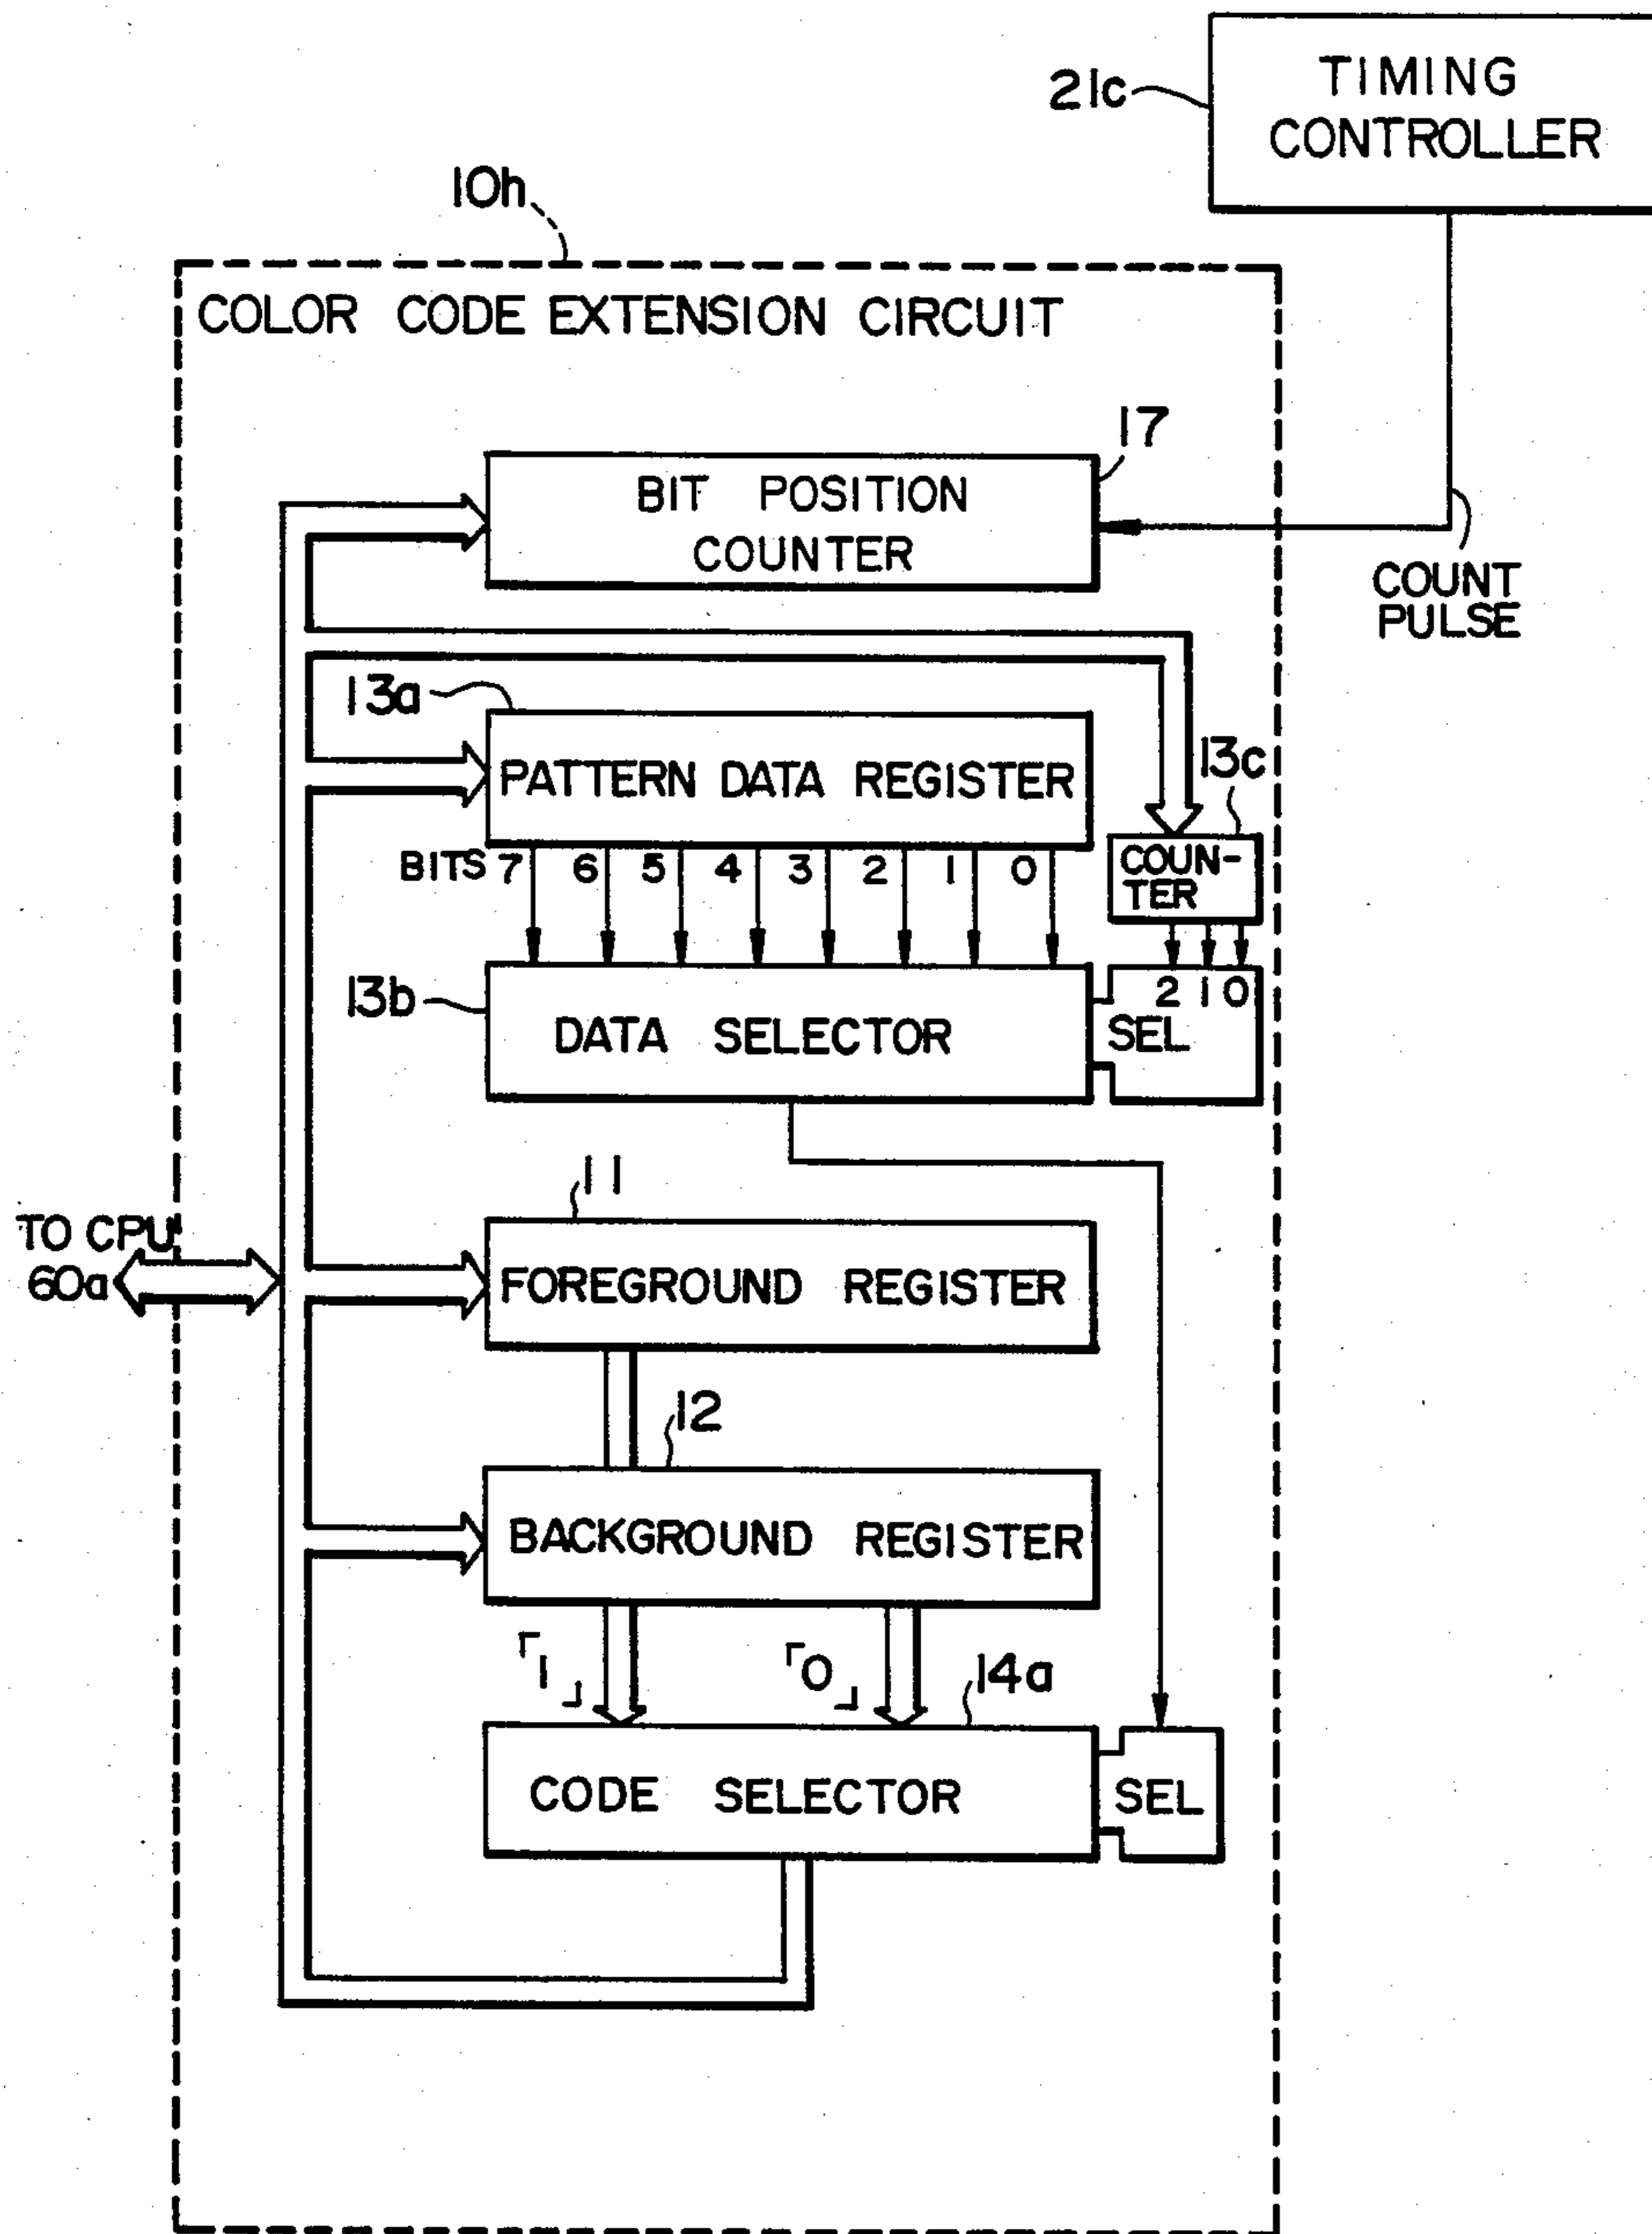 TIMING
CONTROLLER
21c
10h
COLOR CODE EXTENSION CIRCUIT
17
BIT POSITION
COUNTER
COUNT
PULSE
13a
PATTERN DATA REGISTER
13c
COUN-
TER
BITS 7 6 5 4 3 2 1 0
13b
DATA SELECTOR
2 1 0
SEL
11
TO CPU
60a
FOREGROUND REGISTER
12
BACKGROUND REGISTER
「1」
「0」
14a
CODE SELECTOR
SEL